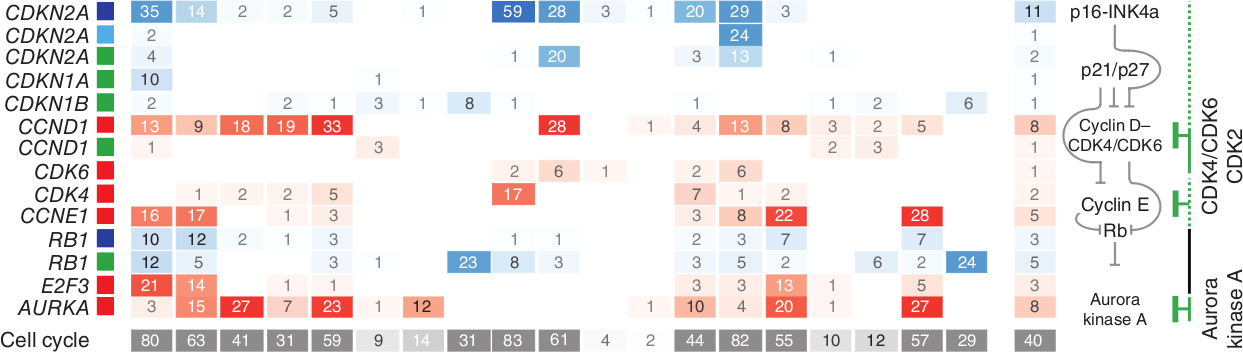 CDKN2A 35 14 2 2 5 1 59 28 3 1 20 29 3 11 p16-INK4a
CDKN2A 2 24 1
CDKN2A 4 1 20 3 13 1 2 p21/p27
CDKN1A 10 1 1
CDKN1B 2 2 1 3 1 8 1 1 1 2 6 1
CCND1 13 9 18 19 33 28 1 4 13 8 3 2 5 8 Cyclin D–
CCND1 1 3 2 3 1 CDK4/CDK6
CDK6 2 6 1 2 6 1
CDK4 1 2 2 5 17 7 1 2 2
CCNE1 16 17 1 3 3 8 22 28 5 Cyclin E
RB1 10 12 2 1 3 1 1 2 3 7 7 3 Rb
RB1 12 5 3 1 23 8 3 3 5 2 6 2 24 5
E2F3 21 14 1 1 3 3 13 1 5 3
AURKA 3 15 27 7 23 1 12 1 10 4 20 1 27 8 Aurora
kinase A
Cell cycle 80 63 41 31 59 9 14 31 83 61 4 2 44 82 55 10 12 57 29 40
CDK4/CDK6
CDK2
Aurora
kinase A